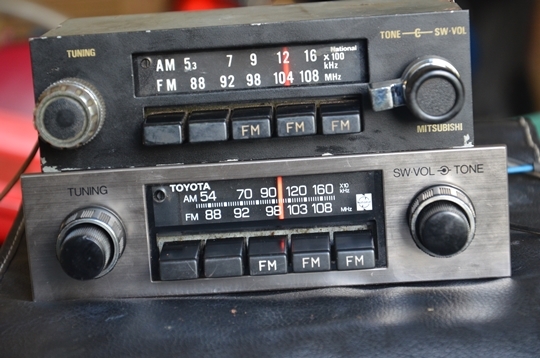 TUNING
National
TONE SW-VOL
AM 53 7 9 12 16 x100 kHz
FM 88 92 98 104 108 MHz
FM FM FM
MITSUBISHI
TUNING
TOYOTA
SW-VOL TONE
AM 54 70 90 120 160 X10 kHz
FM 88 92 98 103 108 MHz
FM FM FM